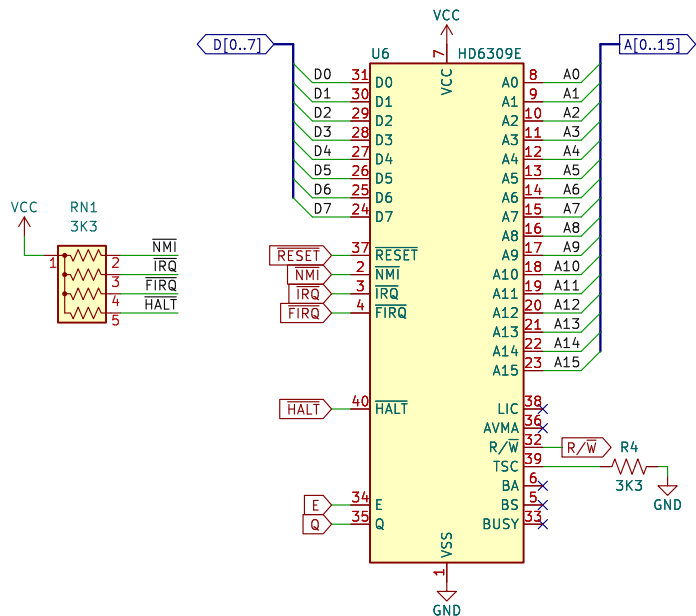 VCC
D[0..7]
A[0..15]
U6
HD6309E
7
VCC
D0 31 D0
D1 30 D1
D2 29 D2
D3 28 D3
D4 27 D4
D5 26 D5
D6 25 D6
D7 24 D7
A0 8 A0
A1 9 A1
A2 10 A2
A3 11 A3
A4 12 A4
A5 13 A5
A6 14 A6
A7 15 A7
A8 16 A8
A9 17 A9
A10 18 A10
A11 19 A11
A12 20 A12
A13 21 A13
A14 22 A14
A15 23 A15
VCC
RN1
3K3
1
2 NMI
3 IRQ
4 FIRQ
5 HALT
RESET 37 RESET
NMI 2 NMI
IRQ 3 IRQ
FIRQ 4 FIRQ
HALT 40 HALT
E 34 E
Q 35 Q
LIC 38
AVMA 36
R/W 32 R/W
TSC 39
BA 6
BS 5
BUSY 33
R4
3K3
GND
VSS
1
GND